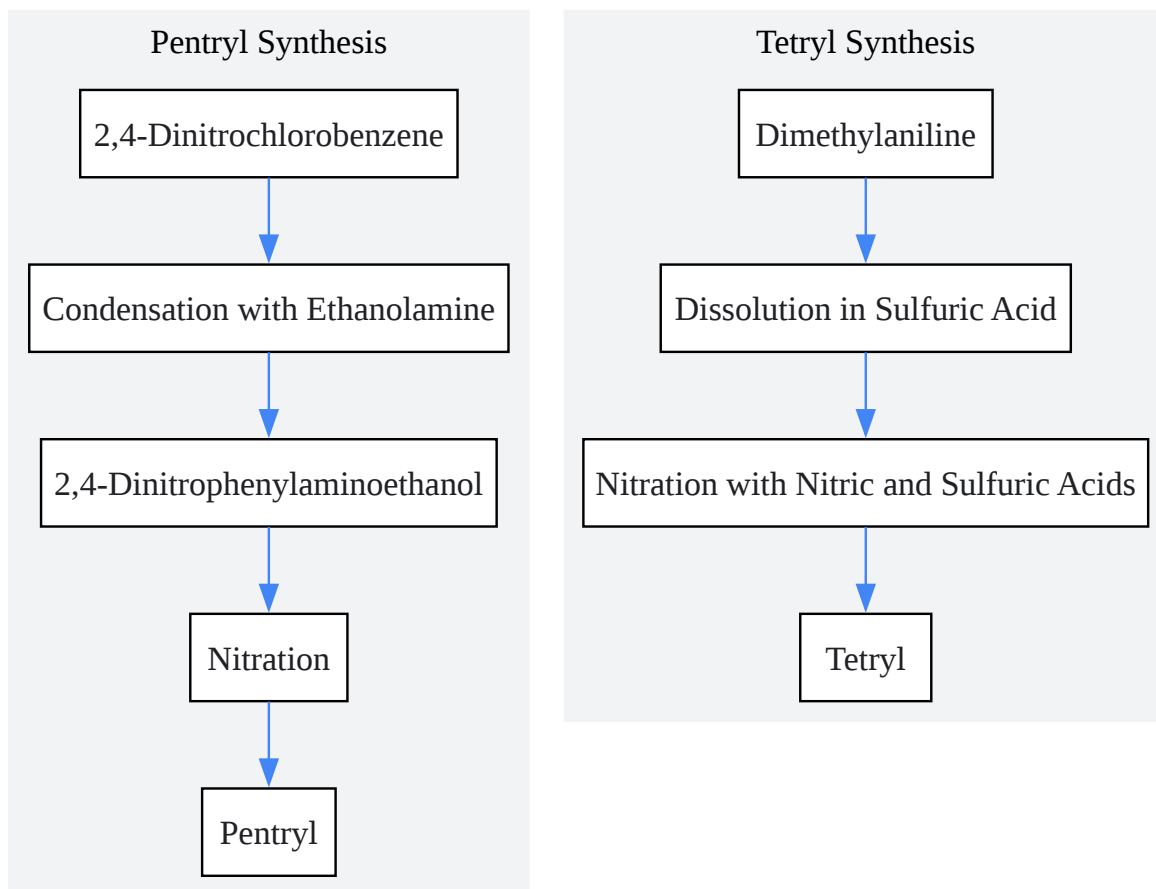 Pentryl Synthesis
2,4-Dinitrochlorobenzene
Condensation with Ethanolamine
2,4-Dinitrophenylaminoethanol
Nitration
Pentryl
Tetryl Synthesis
Dimethylaniline
Dissolution in Sulfuric Acid
Nitration with Nitric and Sulfuric Acids
Tetryl